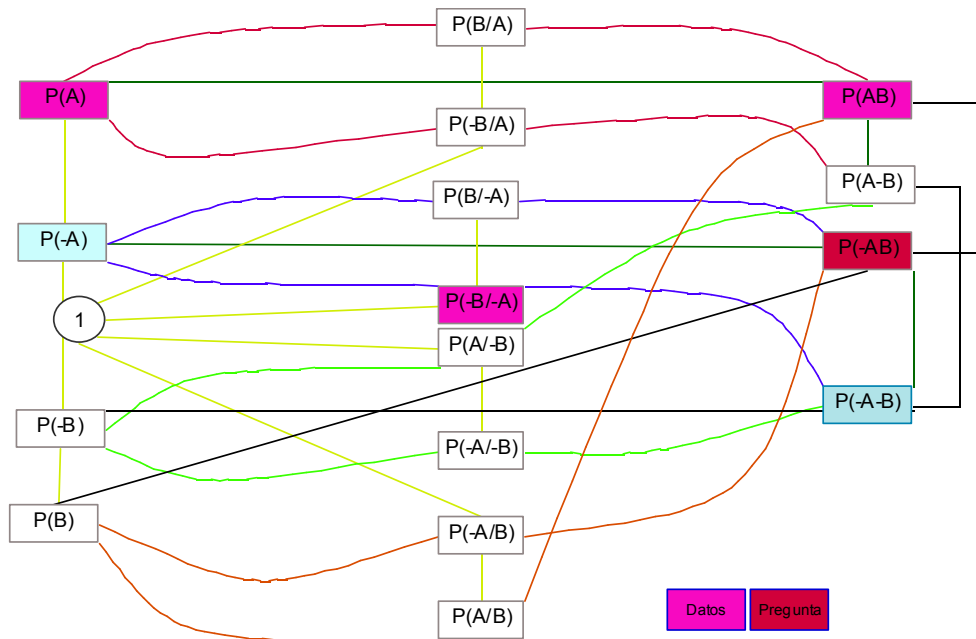 P(B/A)
P(A)
P(AB)
P(-B/A)
P(A-B)
P(B/-A)
P(-A)
P(-AB)
P(-B/-A)
1
P(A/-B)
P(-A-B)
P(-B)
P(-A/-B)
P(B)
P(-A/B)
P(A/B)
Datos
Pregunta